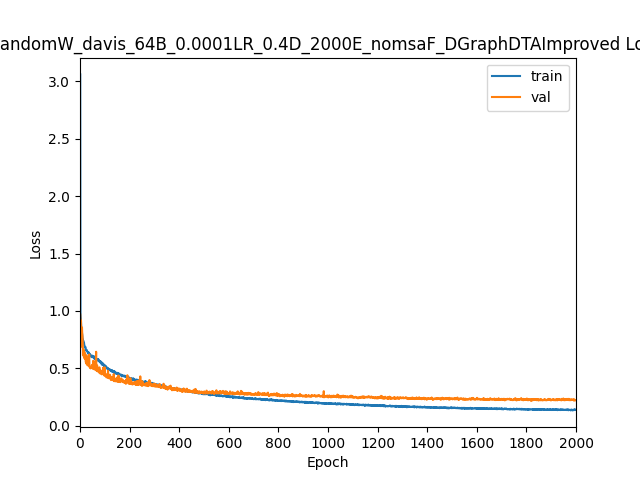 andomW_davis_64B_0.0001LR_0.4D_2000E_nomsaF_DGraphDTAImproved Lo
train
val
3.0
2.5
2.0
1.5
1.0
0.5
0.0
Loss
0 200 400 600 800 1000 1200 1400 1600 1800 2000
Epoch